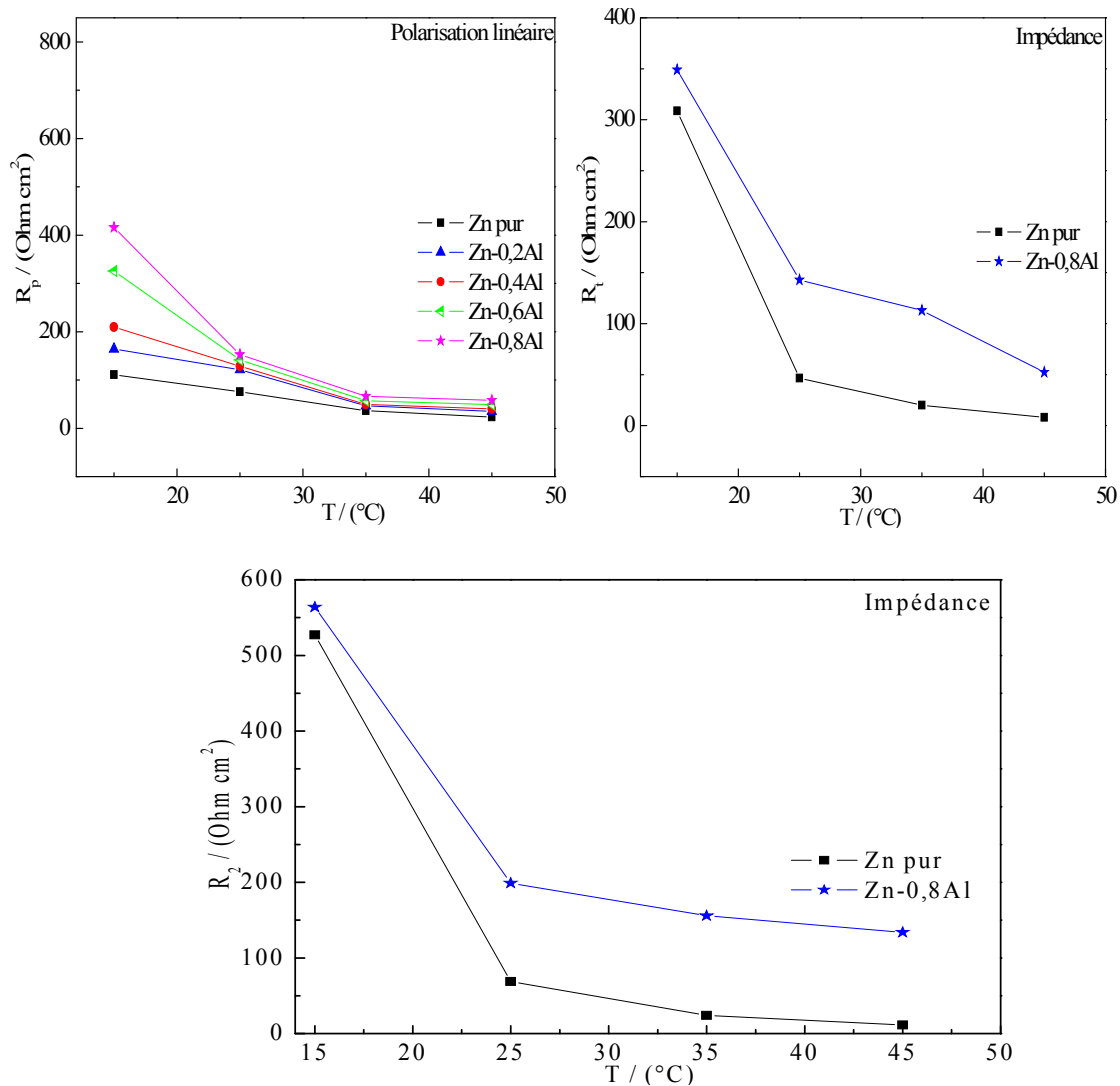 Polarisation linéaire
800
600
400
200
0
R_p / (Ohm cm²)
Zn pur
Zn-0,2Al
Zn-0,4Al
Zn-0,6Al
Zn-0,8Al
20 30 40 50
T / (°C)
Impédance
400
300
200
100
0
R_t / (Ohm cm²)
Zn pur
Zn-0,8Al
20 30 40 50
T/(°C)
Impédance
600
500
400
300
200
100
0
R_2 / (Ohm cm²)
Zn pur
Zn-0,8Al
15 20 25 30 35 40 45 50
T / (°C)